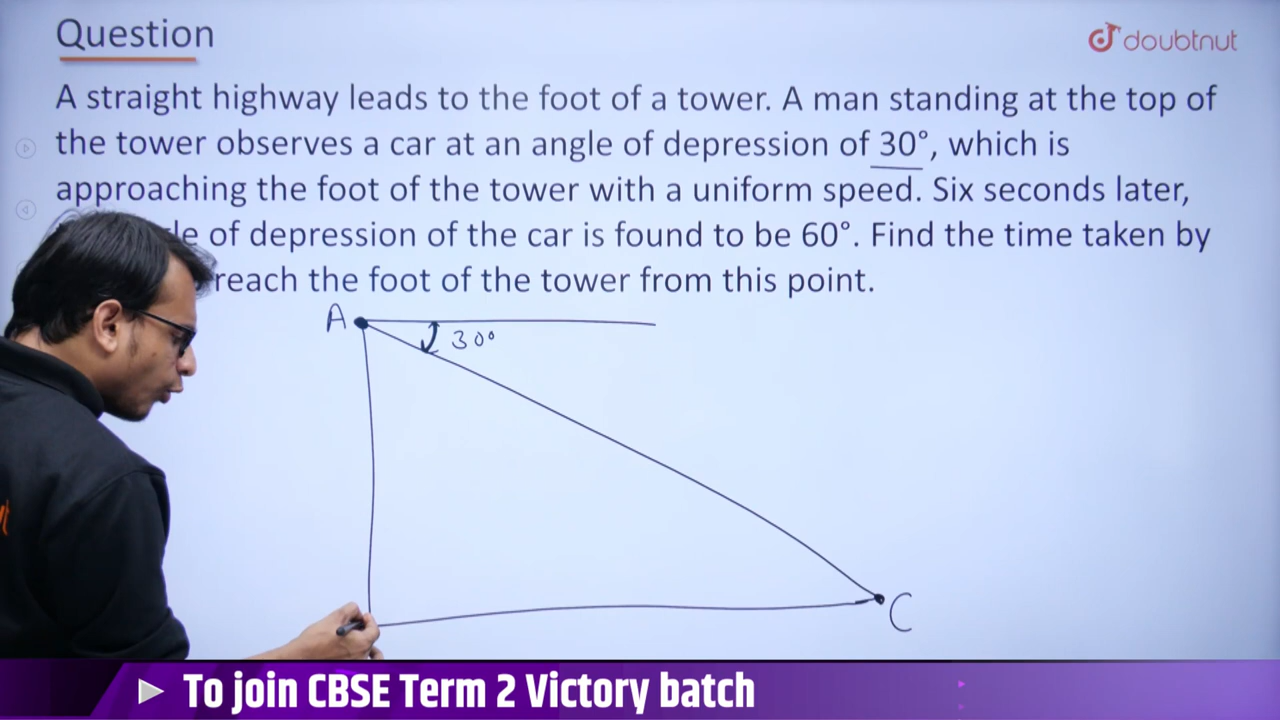 Question
doubtnut
A straight highway leads to the foot of a tower. A man standing at the top of
the tower observes a car at an angle of depression of 30°, which is
approaching the foot of the tower with a uniform speed. Six seconds later,
of depression of the car is found to be 60°. Find the time taken by
reach the foot of the tower from this point.
A
30°
C
To join CBSE Term 2 Victory batch